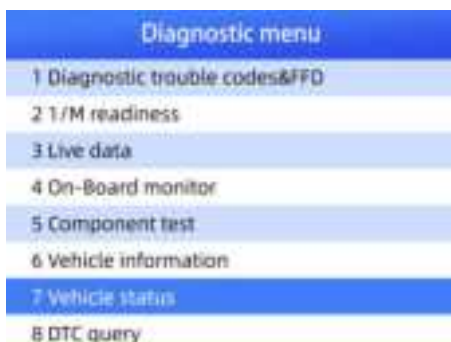 Diagnostic menu
1 Diagnostic trouble codes&FFD
2 1/M readiness
3 Live data
4 On-Board monitor
5 Component test
6 Vehicle information
7 Vehicle status
8 DTC query